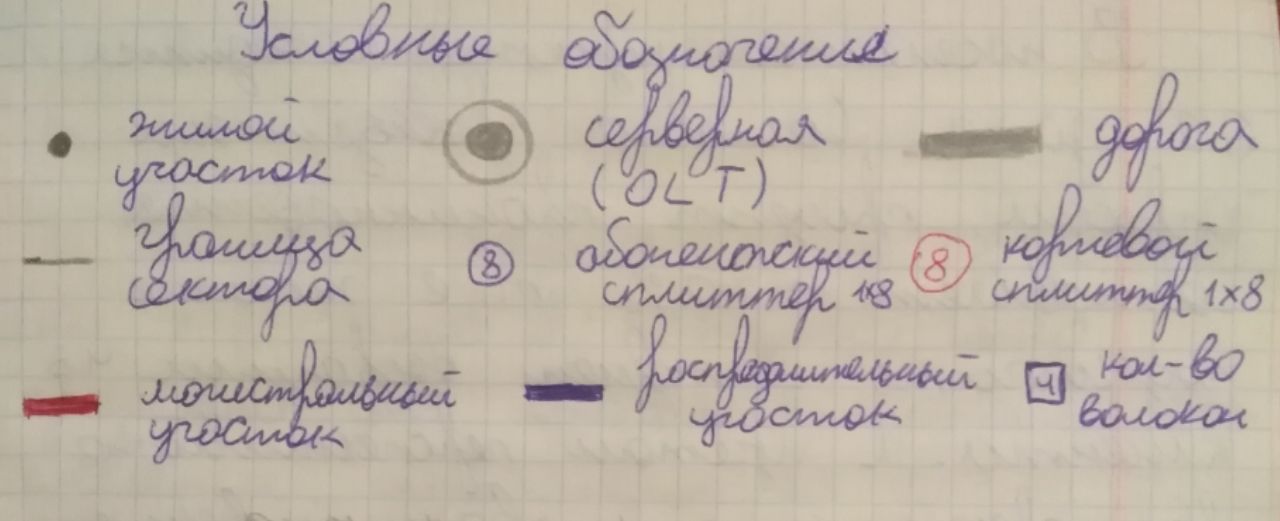 Условные обозначения
жилой
участок
серверная
(OLT)
дорога
граница
сектора
8
абонентский
сплиттер 1x8
8
корневой
сплиттер 1x8
магистральный
участок
распределительный
участок
4
кол-во
волокон